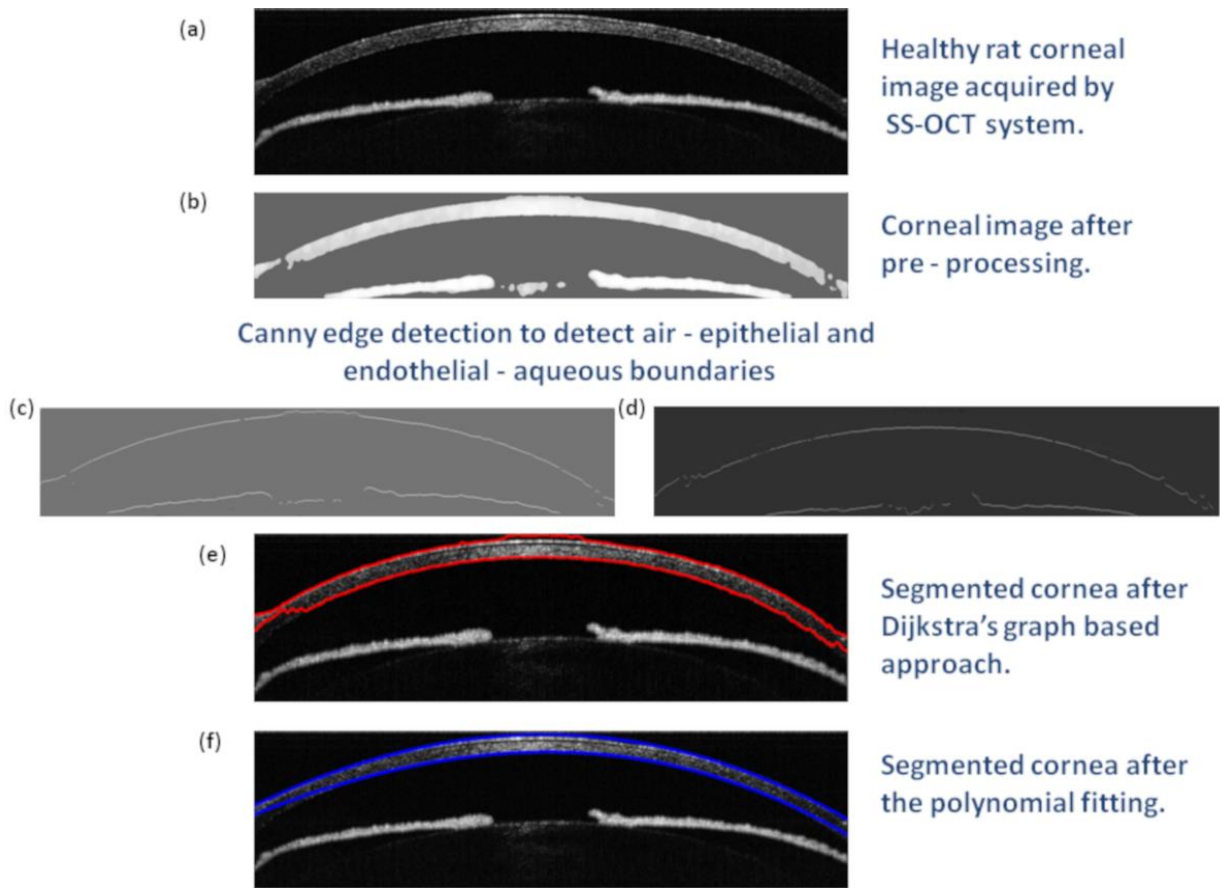 (a)
Healthy rat corneal
image acquired by
SS-OCT system.
(b)
Corneal image after
pre - processing.
Canny edge detection to detect air - epithelial and
endothelial - aqueous boundaries
(c)
(d)
(e)
Segmented cornea after
Dijkstra's graph based
approach.
(f)
Segmented cornea after
the polynomial fitting.